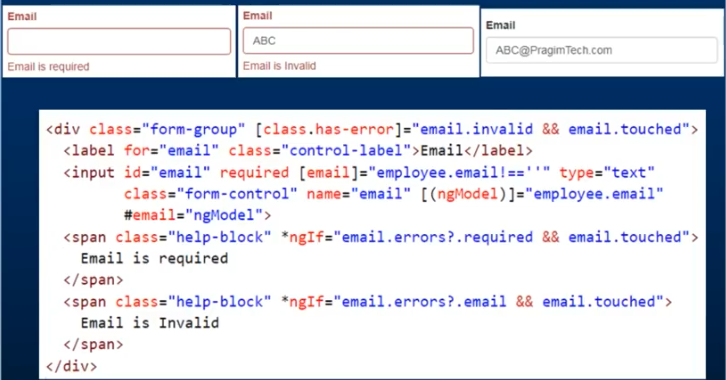 Email
Email is required
Email
ABC
Email is Invalid
Email
ABC@PragimTech.com
<div class="form-group" [class.has-error]="email.invalid && email.touched">
<label for="email" class="control-label">Email</label>
<input id="email" required [email]="employee.email!==''" type="text"
class="form-control" name="email" [(ngModel)]="employee.email"
#email="ngModel">
<span class="help-block" *ngIf="email.errors?.required && email.touched">
Email is required
</span>
<span class="help-block" *ngIf="email.errors?.email && email.touched">
Email is Invalid
</span>
</div>